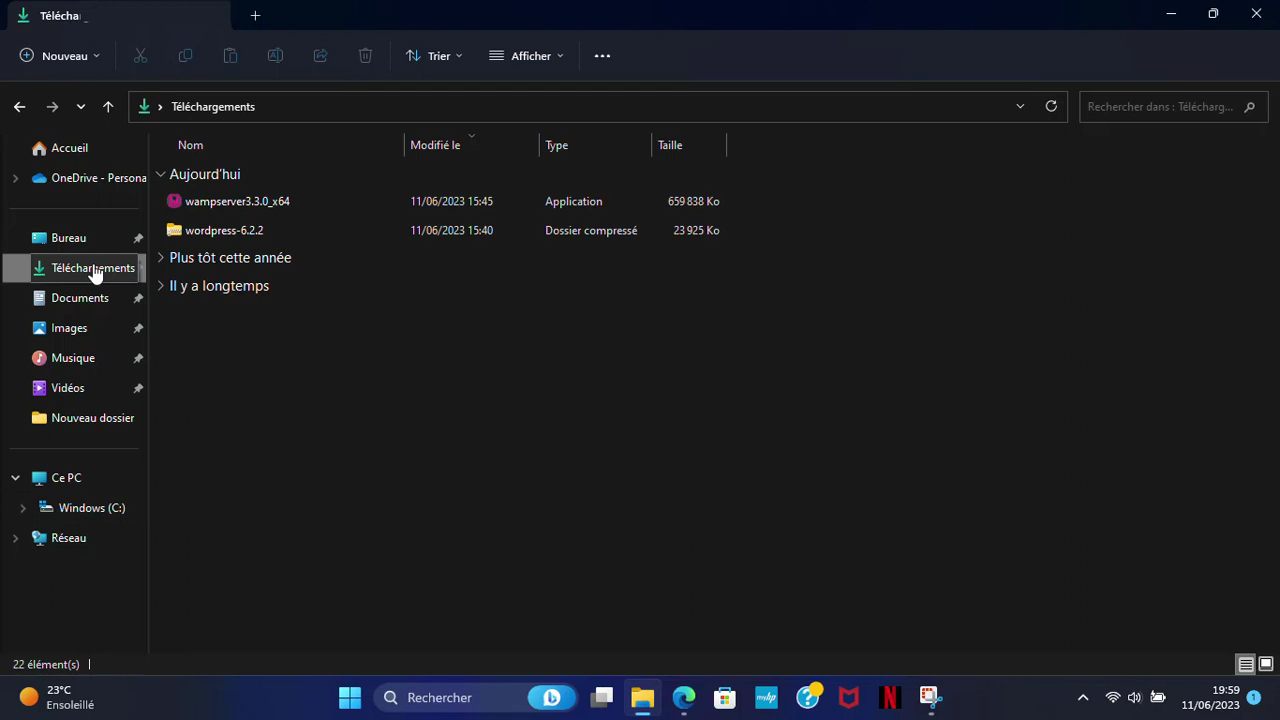 Télécha
Nouveau
Trier
Afficher
Téléchargements
Rechercher dans : Télécharg...
Accueil
OneDrive - Persona
Bureau
Téléchargements
Documents
Images
Musique
Vidéos
Nouveau dossier
Ce PC
Windows (C:)
Réseau
Nom Modifié le Type Taille
Aujourd'hui
wampserver3.3.0_x64 11/06/2023 15:45 Application 659 838 Ko
wordpress-6.2.2 11/06/2023 15:40 Dossier compressé 23 925 Ko
Plus tôt cette année
Il y a longtemps
22 élément(s)
23°C
Ensoleillé
Rechercher
19:59
11/06/2023
1